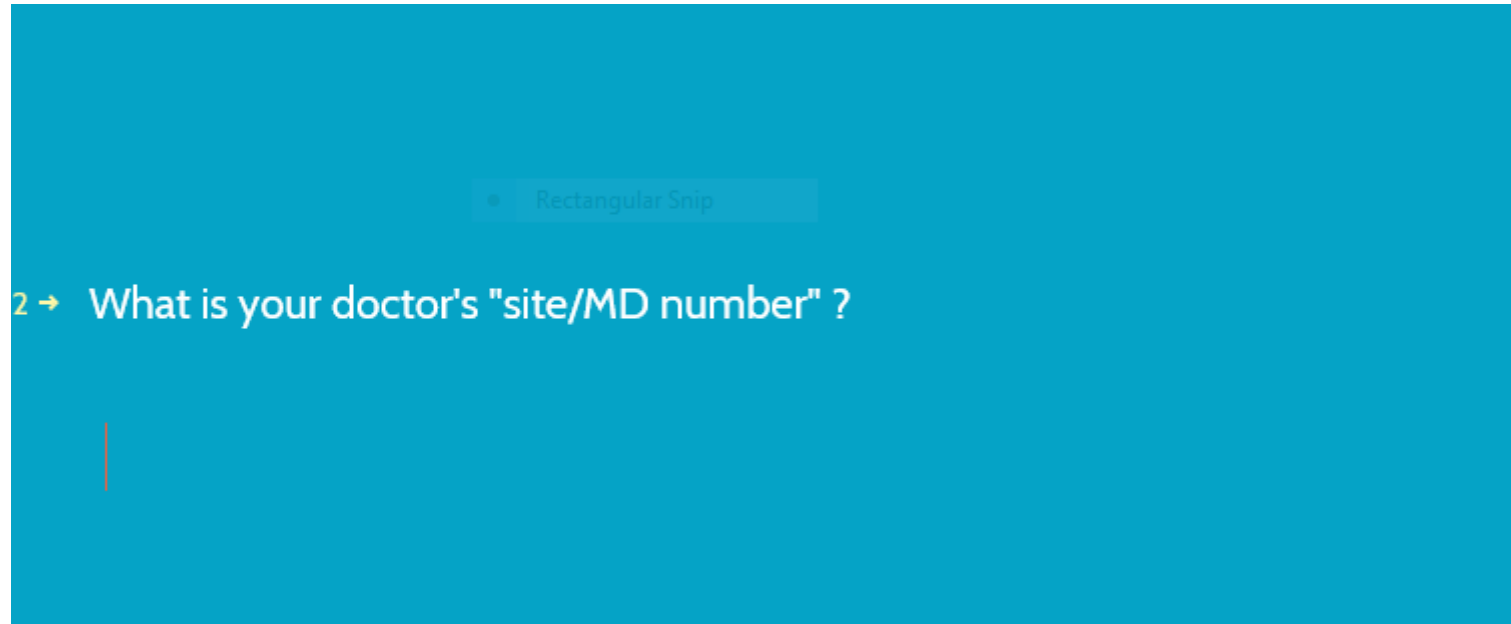 • Rectangular Snip
2 → What is your doctor's "site/MD number" ?